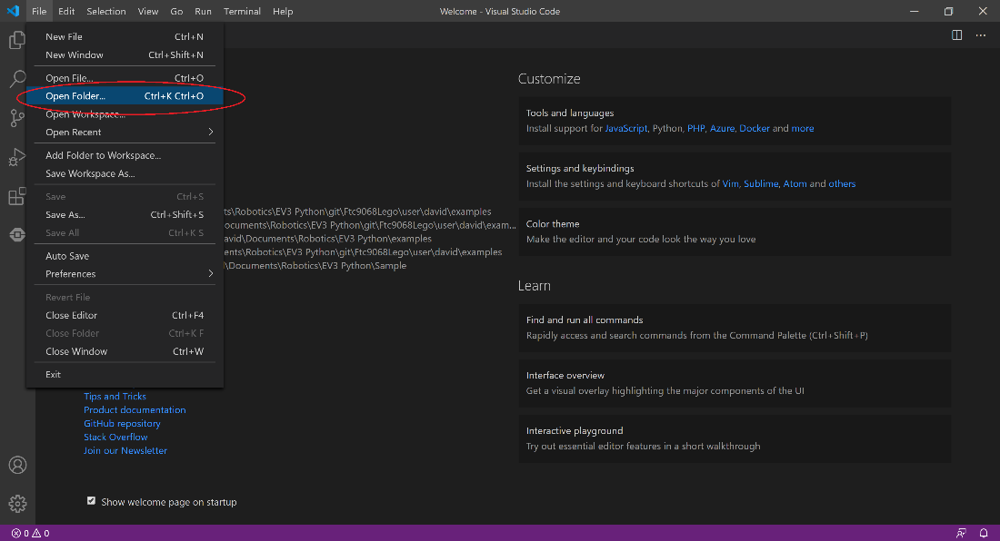 File Edit Selection View Go Run Terminal Help Welcome - Visual Studio Code
New File Ctrl+N
New Window Ctrl+Shift+N
Open File... Ctrl+O
Open Folder... Ctrl+K Ctrl+O
Open Workspace...
Open Recent
Add Folder to Workspace...
Save Workspace As...
Save Ctrl+S
Save As... Ctrl+Shift+S
Save All Ctrl+K S
Auto Save
Preferences
Revert File
Close Editor Ctrl+F4
Close Folder Ctrl+K F
Close Window Ctrl+W
Exit
ts\Robotics\EV3 Python\git\Ftc9068Lego\user\david\examples
ocuments\Robotics\EV3 Python\git\Ftc9068Lego\user\david\exam...
avid\Documents\Robotics\EV3 Python\examples
ents\Robotics\EV3 Python\git\Ftc9068Lego\user\david\examples
\Documents\Robotics\EV3 Python\Sample
Tips and Tricks
Product documentation
GitHub repository
Stack Overflow
Join our Newsletter
Show welcome page on startup
Customize
Tools and languages
Install support for JavaScript, Python, PHP, Azure, Docker and more
Settings and keybindings
Install the settings and keyboard shortcuts of Vim, Sublime, Atom and others
Color theme
Make the editor and your code look the way you love
Learn
Find and run all commands
Rapidly access and search commands from the Command Palette (Ctrl+Shift+P)
Interface overview
Get a visual overlay highlighting the major components of the UI
Interactive playground
Try out essential editor features in a short walkthrough
0 0